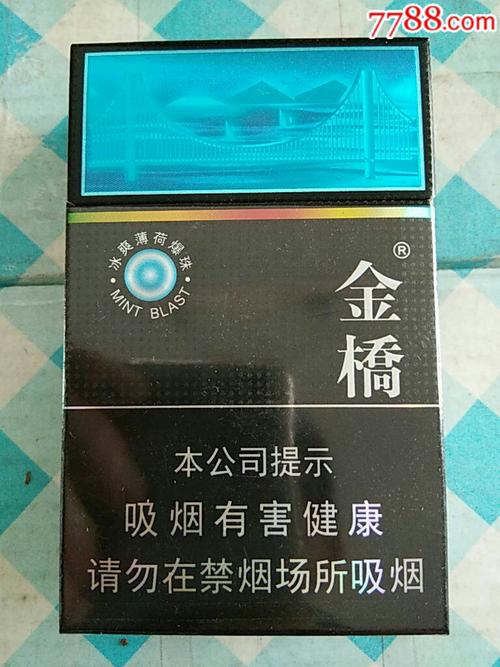 7788.com
冰爽薄荷爆珠
MINT BLAST
金橋®
本公司提示
吸烟有害健康
请勿在禁烟场所吸烟